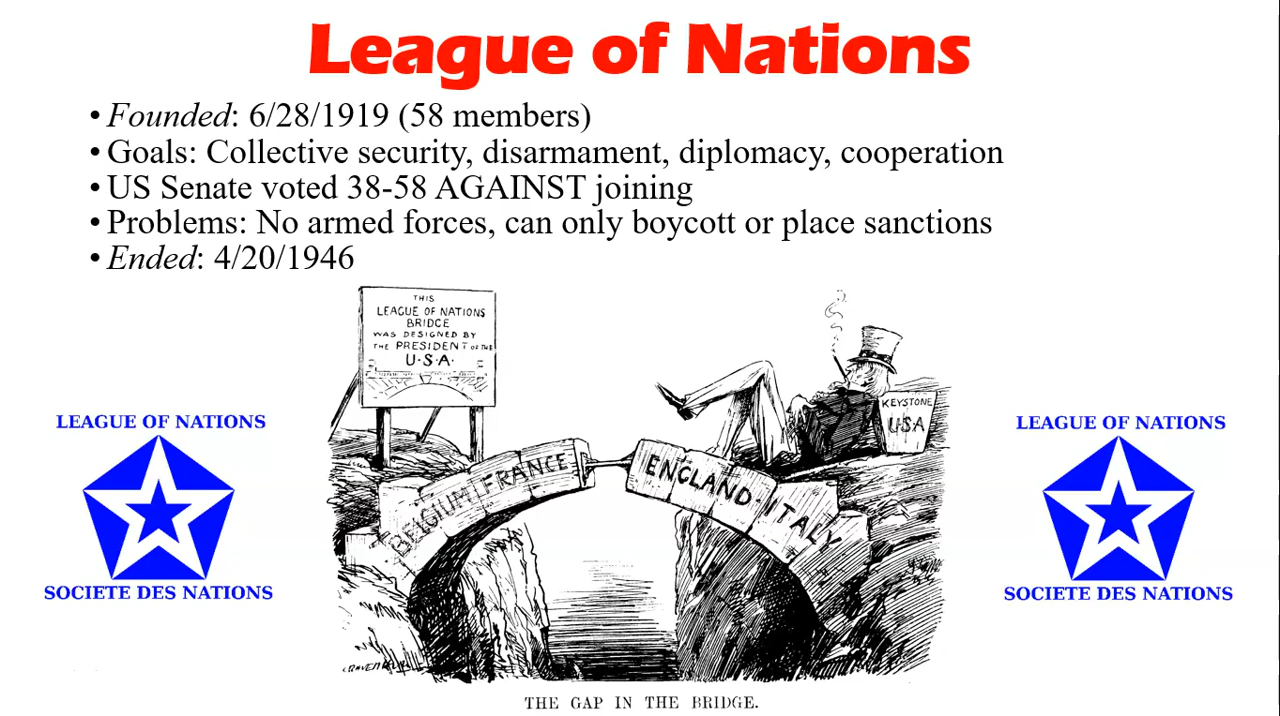 League of Nations
• Founded: 6/28/1919 (58 members)
• Goals: Collective security, disarmament, diplomacy, cooperation
• US Senate voted 38-58 AGAINST joining
• Problems: No armed forces, can only boycott or place sanctions
• Ended: 4/20/1946
THIS
LEAGUE OF NATIONS
BRIDGE
WAS DESIGNED BY
THE PRESIDENT OF THE
U.S.A.
KEYSTONE
USA
BELGIUM FRANCE
ENGLAND ITALY
LEAGUE OF NATIONS
SOCIETE DES NATIONS
LEAGUE OF NATIONS
SOCIETE DES NATIONS
THE GAP IN THE BRIDGE.